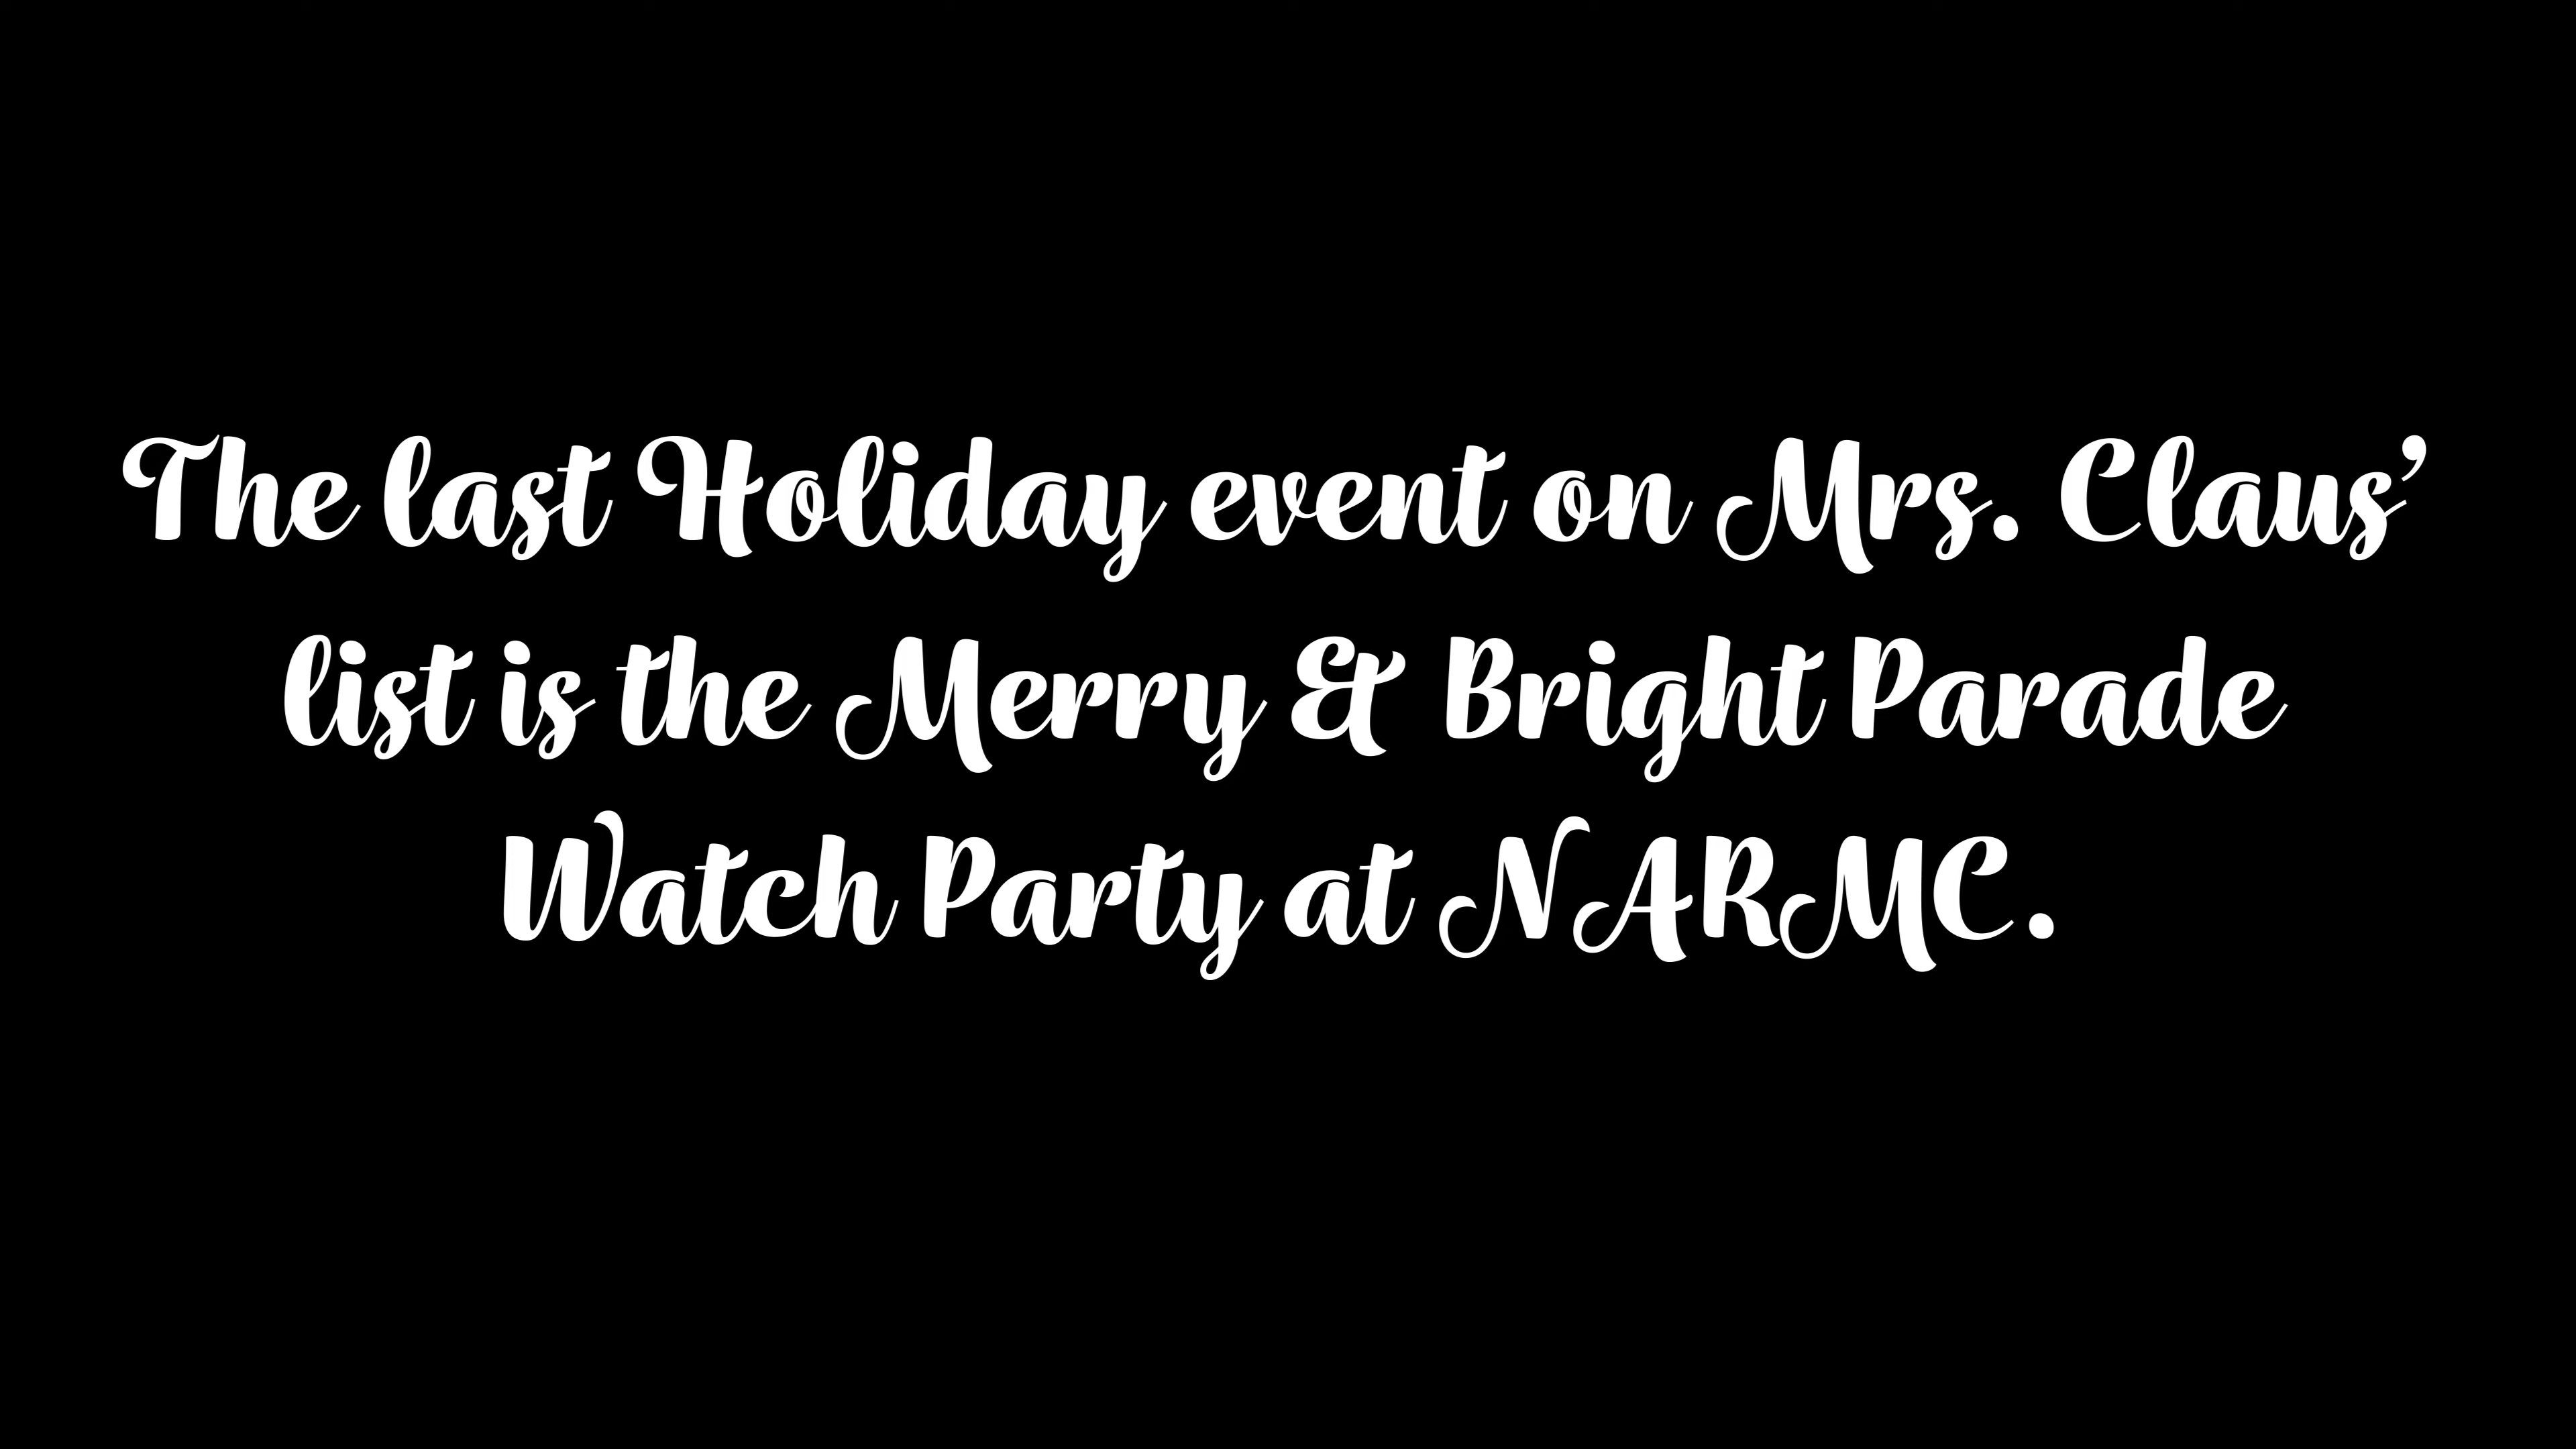 The last Holiday event on Mrs. Claus’
list is the Merry & Bright Parade
Watch Party at NARMC.